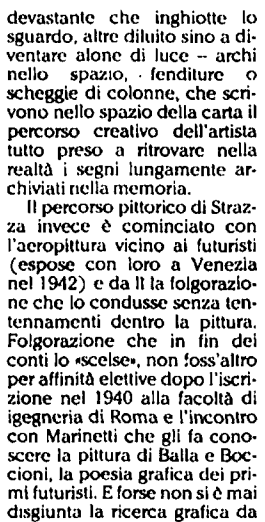 devastante che inghiotte lo
sguardo, altre diluito sino a di-
ventare alone di luce – archi
nello spazio, fenditure o
scheggie di colonne, che scri-
vono nello spazio della carta il
percorso creativo dell'artista
tutto preso a ritrovare nella
realtà i segni lungamente ar-
chiviati nella memoria.
Il percorso pittorico di Straz-
za invece è cominciato con
l'aeropittura vicino ai futuristi
(espose con loro a Venezia
nel 1942) e da lì la folgorazio-
ne che lo condusse senza ten-
tennamenti dentro la pittura.
Folgorazione che in fin dei
conti lo «scelse», non foss'altro
per affinità elettive dopo l'iscri-
zione nel 1940 alla facoltà di
igegneria di Roma e l'incontro
con Marinetti che gli fa cono-
scere la pittura di Balla e Boc-
cioni, la poesia grafica dei pri-
mi futuristi. E forse non si è mai
disgiunta la ricerca grafica da